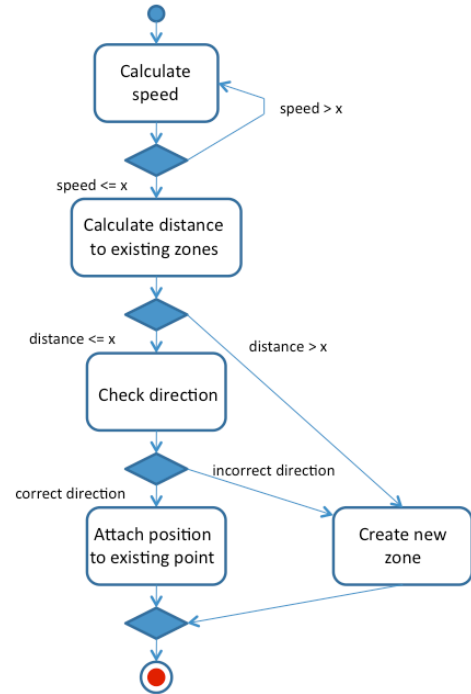 Calculate
speed
speed > x
speed <= x
Calculate distance
to existing zones
distance <= x
distance > x
Check direction
incorrect direction
correct direction
Attach position
to existing point
Create new
zone